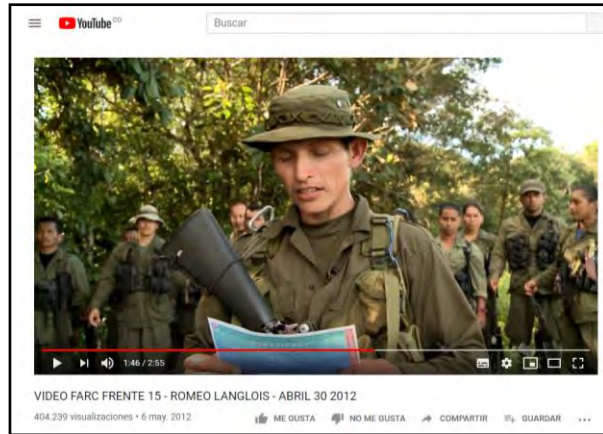 YouTube CO
Buscar
1:46 / 2:55
VIDEO FARC FRENTE 15 - ROMEO LANGLOIS - ABRIL 30 2012
404.239 visualizaciones • 6 may. 2012 ME GUSTA NO ME GUSTA COMPARTIR GUARDAR